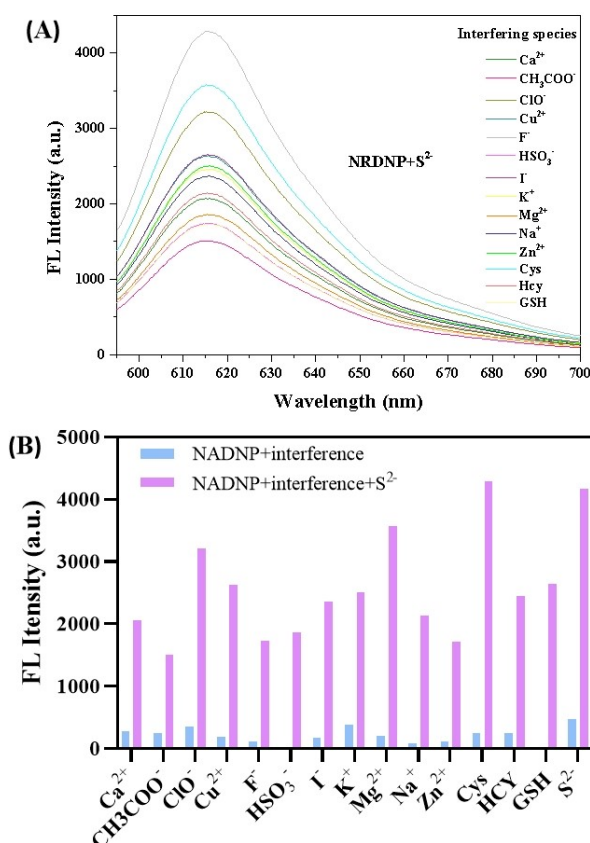 (A)
Interfering species
Ca²⁺
CH₃COO⁻
ClO⁻
Cu²⁺
F⁻
HSO₃⁻
I⁻
K⁺
Mg²⁺
Na⁺
Zn²⁺
Cys
Hcy
GSH
NRDNP+S²⁻
FL Intensity (a.u.)
4000
3000
2000
1000
0
600 610 620 630 640 650 660 670 680 690 700
Wavelength (nm)
(B)
NADNP+interference
NADNP+interference+S²⁻
FL Itensity (a.u.)
5000
4000
3000
2000
1000
0
Ca²⁺
CH3COO⁻
ClO⁻
Cu²⁺
F⁻
HSO₃⁻
I⁻
K⁺
Mg²⁺
Na⁺
Zn²⁺
Cys
HCY
GSH
S²⁻